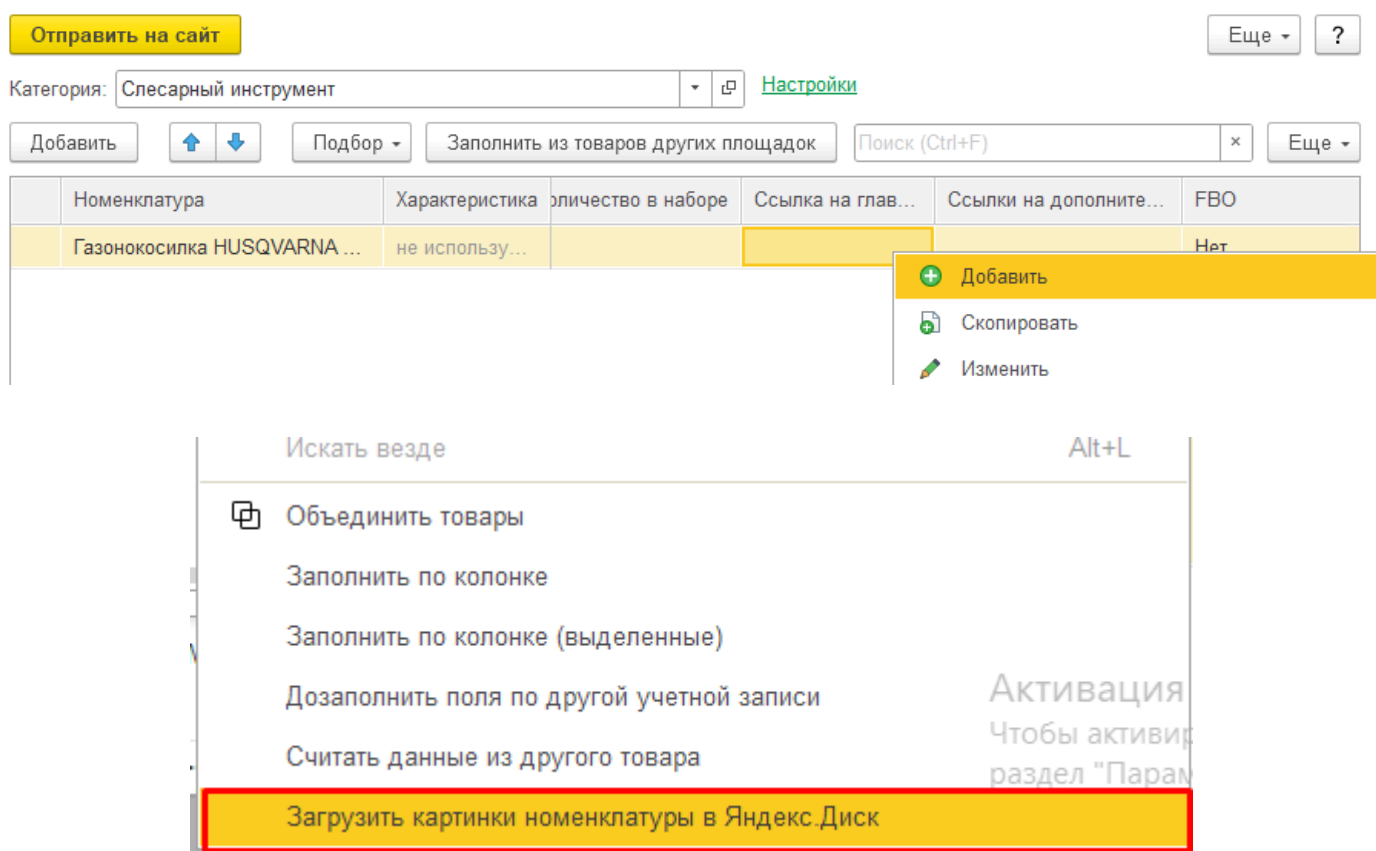 Отправить на сайт
Еще
?
Категория: Слесарный инструмент
Настройки
Добавить
Подбор
Заполнить из товаров других площадок
Поиск (Ctrl+F)
×
Еще
Номенклатура Характеристика оличество в наборе Ссылка на глав... Ссылки на дополните... FBO
Газонокосилка HUSQVARNA ... не использу... Нет
Добавить
Скопировать
Изменить
Искать везде Alt+L
Объединить товары
Заполнить по колонке
Заполнить по колонке (выделенные)
Дозаполнить поля по другой учетной записи
Считать данные из другого товара
Загрузить картинки номенклатуры в Яндекс.Диск
Активация
Чтобы активир
раздел "Парам